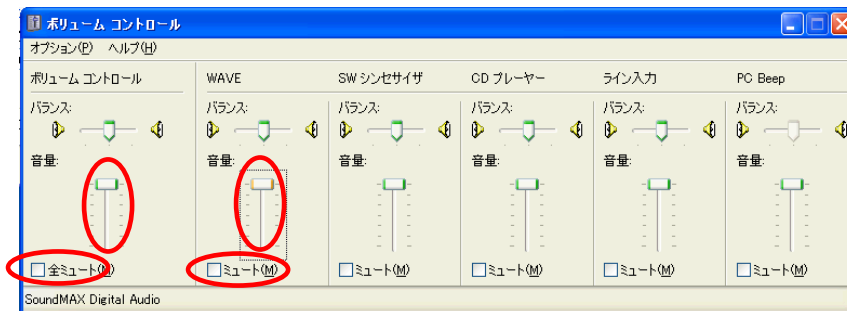 ボリューム コントロール
オプション(P) ヘルプ(H)
ボリューム コントロール WAVE SW シンセサイザ CD プレーヤー ライン入力 PC Beep
バランス: バランス: バランス: バランス: バランス: バランス:
音量: 音量: 音量: 音量: 音量: 音量:
全ミュート(M) ミュート(M) ミュート(M) ミュート(M) ミュート(M) ミュート(M)
SoundMAX Digital Audio